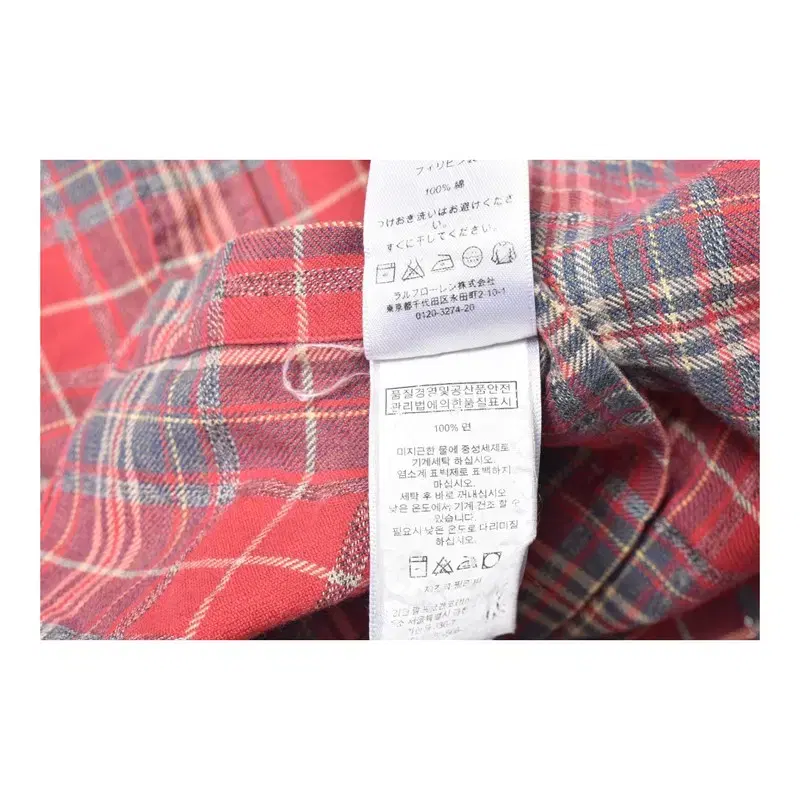 フィリピン製
100% 綿
つけおき洗いはお避けくださ
い。
すぐに干してください。
ラルフローレン株式会社
東京都千代田区永田町2-10-1
0120-3274-20
품질경영및공산품안전
관리법에의한품질표시
100% 면
미지근한 물에 중성세제로
기계세탁 하십시오.
염소계 표백제로 표백하지
마십시오.
세탁 후 바로 꺼내십시오
낮은 온도에서 기계 건조 할 수
있습니다.
필요시 낮은 온도로 다리미질
하십시오.